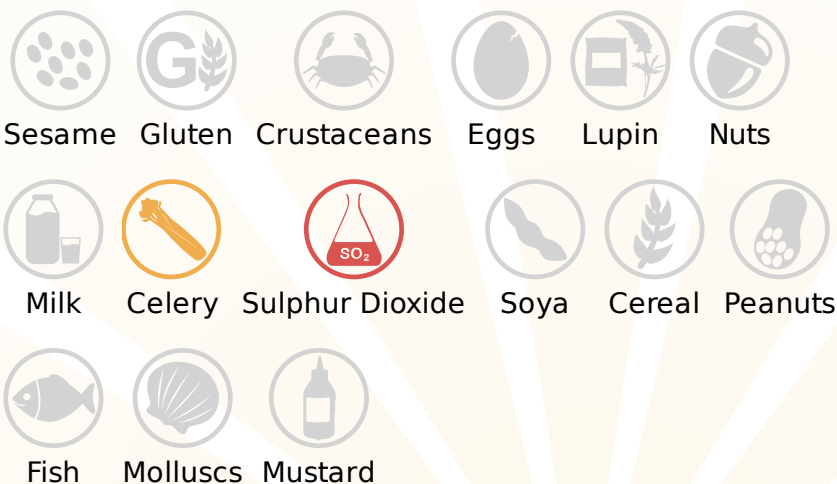 G
Sesame Gluten Crustaceans Eggs Lupin Nuts
SO₂
Milk Celery Sulphur Dioxide Soya Cereal Peanuts
Fish Molluscs Mustard